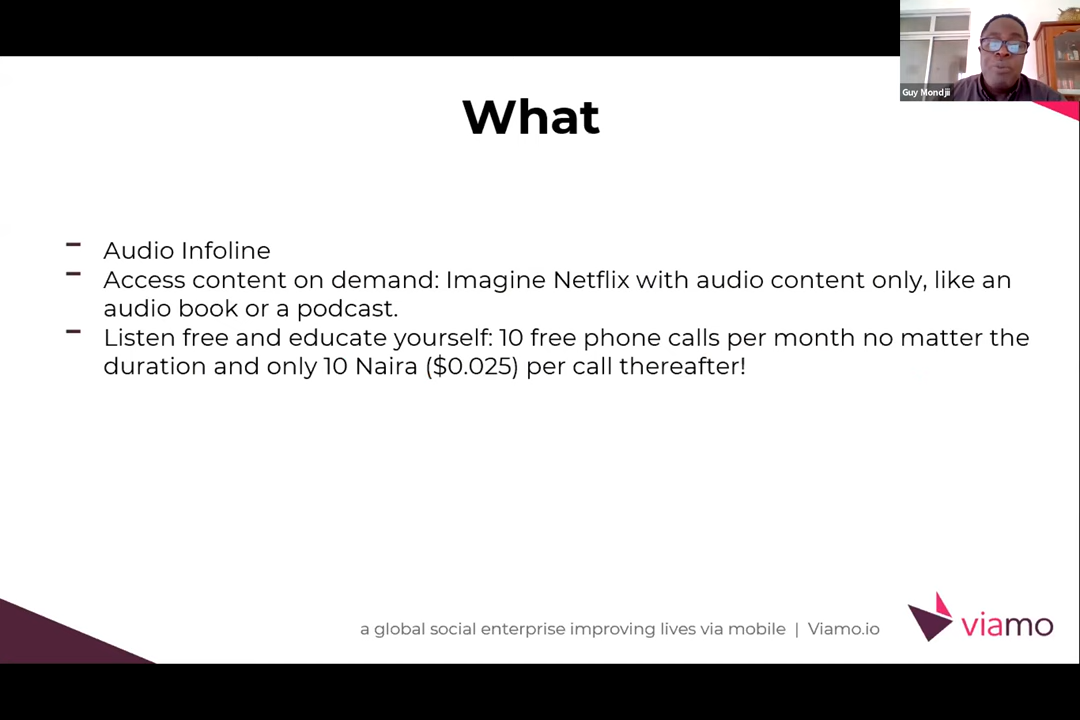 Guy Mondji
What
- Audio Infoline
- Access content on demand: Imagine Netflix with audio content only, like an
audio book or a podcast.
- Listen free and educate yourself: 10 free phone calls per month no matter the
duration and only 10 Naira ($0.025) per call thereafter!
a global social enterprise improving lives via mobile | Viamo.io
viamo